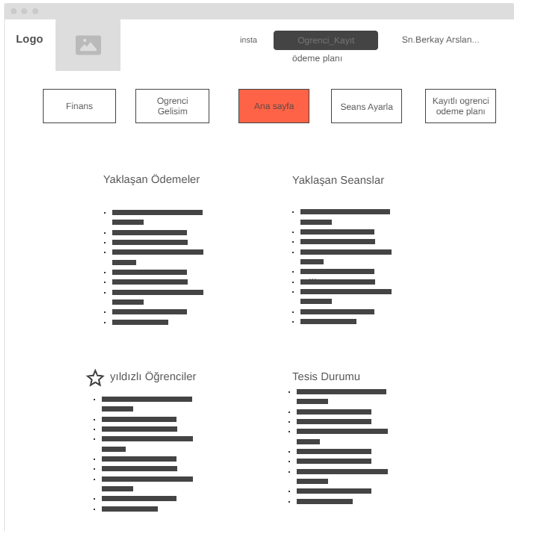 Logo
insta
Ogrenci_Kayıt
Sn.Berkay Arslan...
ödeme planı
Finans
Ogrenci
Gelisim
Ana sayfa
Seans Ayarla
Kayıtlı ogrenci
odeme planı
Yaklaşan Ödemeler
Yaklaşan Seanslar
yıldızlı Öğrenciler
Tesis Durumu